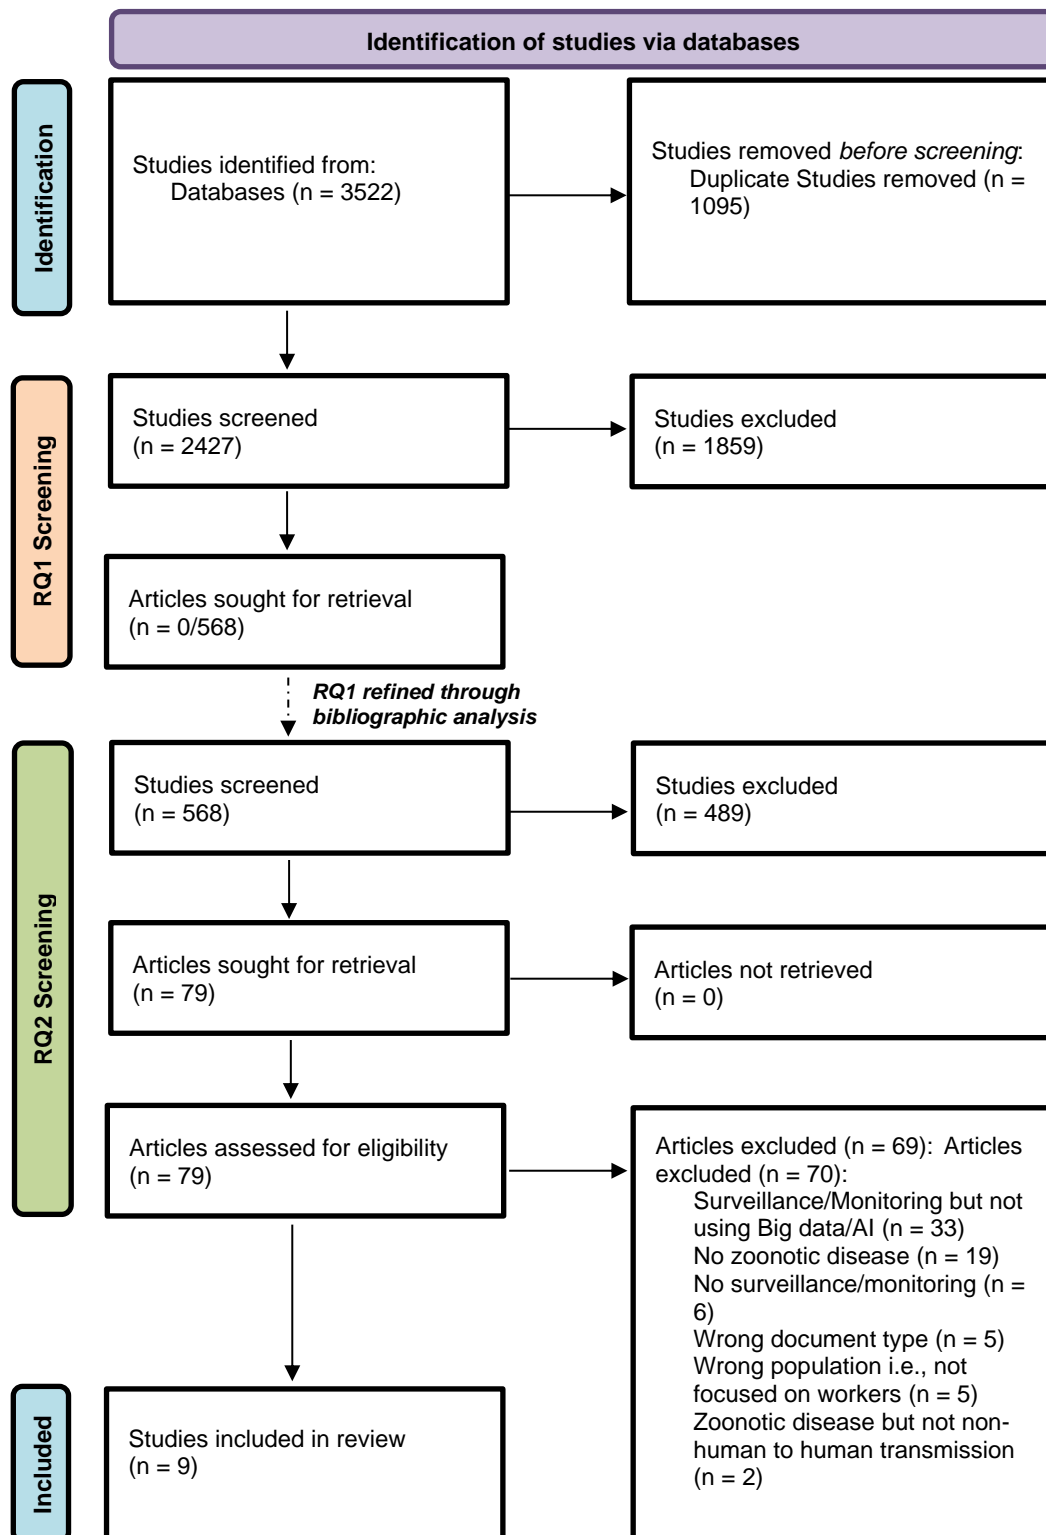 Identification of studies via databases
Identification
Studies identified from:
Databases (n = 3522)
Studies removed before screening:
Duplicate Studies removed (n =
1095)
RQ1 Screening
Studies screened
(n = 2427)
Studies excluded
(n = 1859)
Articles sought for retrieval
(n = 0/568)
RQ1 refined through
bibliographic analysis
RQ2 Screening
Studies screened
(n = 568)
Studies excluded
(n = 489)
Articles sought for retrieval
(n = 79)
Articles not retrieved
(n = 0)
Articles assessed for eligibility
(n = 79)
Articles excluded (n = 69): Articles
excluded (n = 70):
Surveillance/Monitoring but not
using Big data/AI (n = 33)
No zoonotic disease (n = 19)
No surveillance/monitoring (n =
6)
Wrong document type (n = 5)
Wrong population i.e., not
focused on workers (n = 5)
Zoonotic disease but not non-
human to human transmission
(n = 2)
Included
Studies included in review
(n = 9)